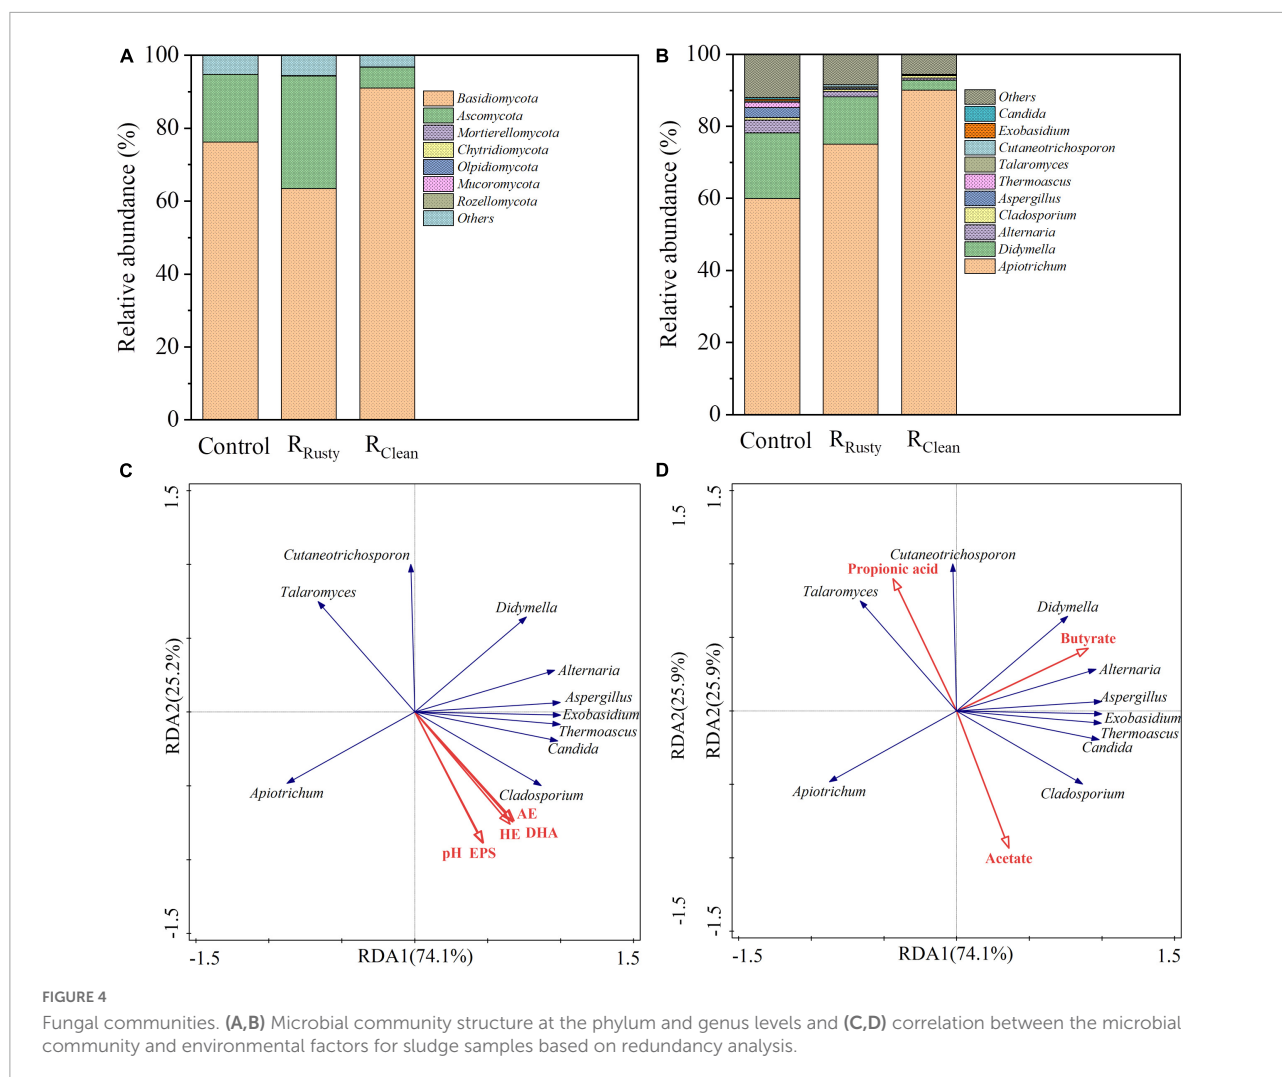 A
Relative abundance (%)
100
80
60
40
20
0
Control
R_Rusty
R_Clean
Basidiomycota
Ascomycota
Mortierellomycota
Chytridiomycota
Olpidiomycota
Mucoromycota
Rozellomycota
Others
B
Relative abundance (%)
100
80
60
40
20
0
Control
R_Rusty
R_Clean
Others
Candida
Exobasidium
Cutaneotrichosporon
Talaromyces
Thermoascus
Aspergillus
Cladosporium
Alternaria
Didymella
Apiotrichum
C
1.5
RDA2(25.2%)
-1.5
-1.5
RDA1(74.1%)
1.5
Cutaneotrichosporon
Talaromyces
Didymella
Alternaria
Aspergillus
Exobasidium
Thermoascus
Candida
Apiotrichum
Cladosporium
AE
HE DHA
pH EPS
D
1.5
RDA2(25.9%)
-1.5
1.5
RDA2(25.9%)
-1.5
-1.5
RDA1(74.1%)
1.5
Cutaneotrichosporon
Propionic acid
Talaromyces
Didymella
Butyrate
Alternaria
Aspergillus
Exobasidium
Thermoascus
Candida
Apiotrichum
Cladosporium
Acetate
FIGURE 4
Fungal communities. (A,B) Microbial community structure at the phylum and genus levels and (C,D) correlation between the microbial
community and environmental factors for sludge samples based on redundancy analysis.